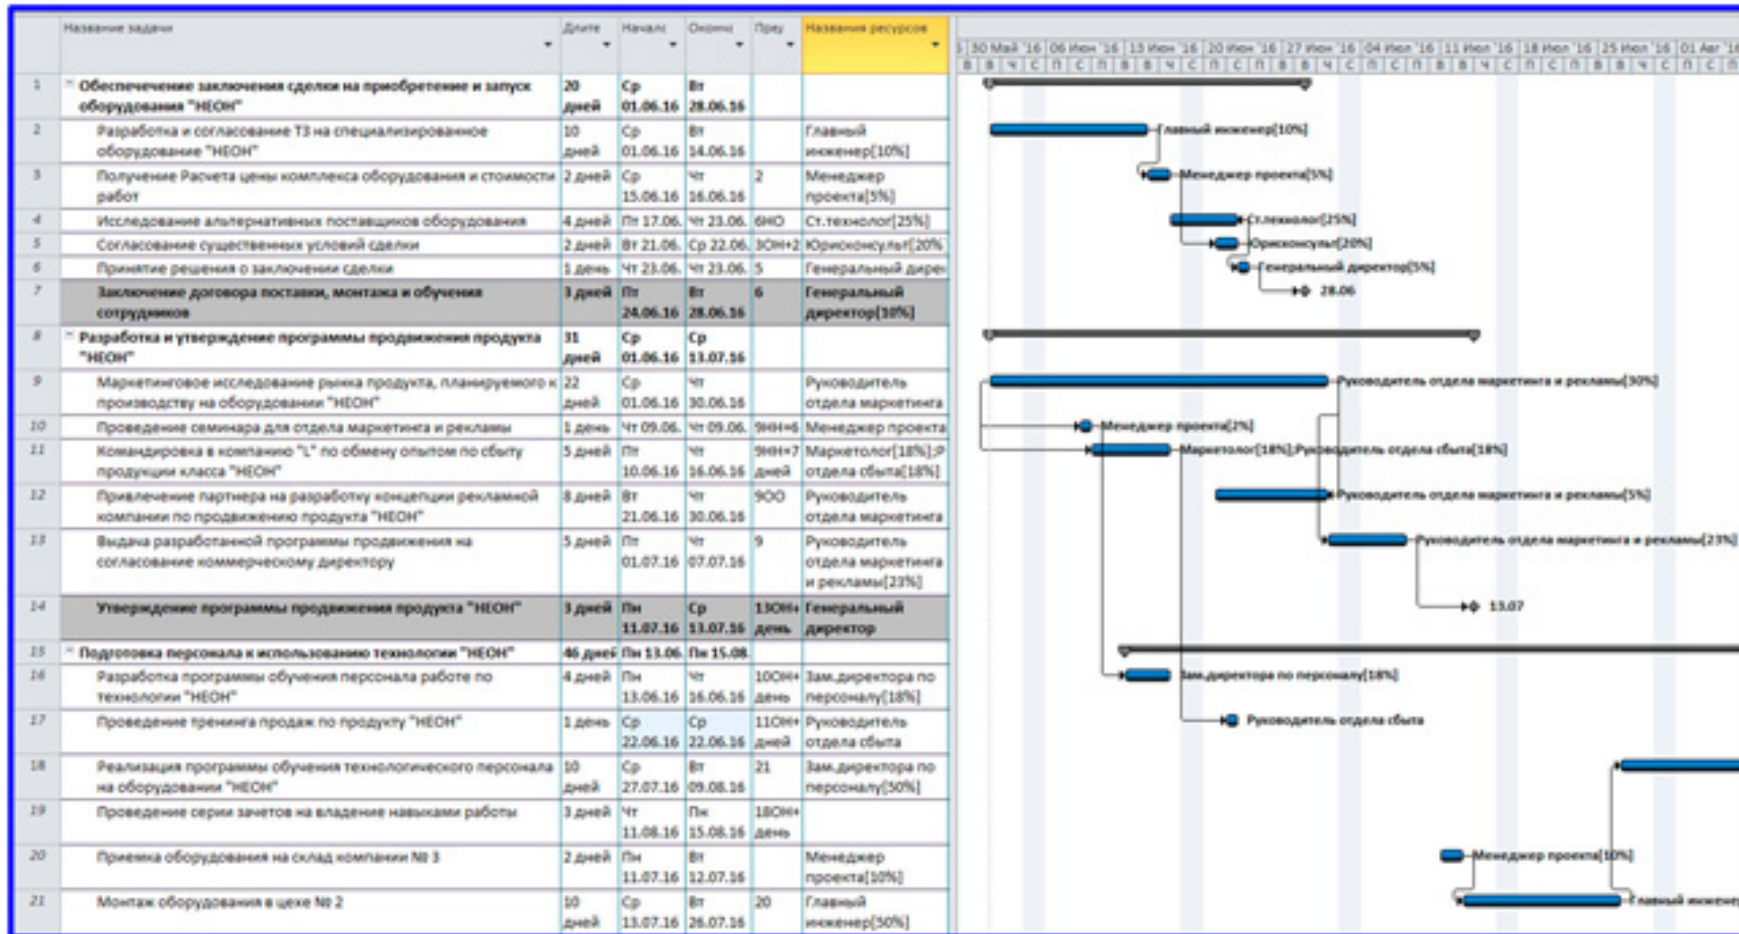 Название задачи Длите Началс Оконча Пред Названия ресурсов
30 Май '16 06 Июн '16 13 Июн '16 20 Июн '16 27 Июн '16 04 Июл '16 11 Июл '16 18 Июл '16 25 Июл '16 01 Авг '16
В В Ч С П С П В Ч С П С П В Ч С П С П В В Ч С П С П
1 Обеспечечение заключения сделки на приобретение и запуск 20 Ср Вт
оборудования "НЕОН" дней 01.06.16 28.06.16
2 Разработка и согласование ТЗ на специализированное 10 Ср Вт Главный Главный инженер[10%]
оборудование "НЕОН" дней 01.06.16 14.06.16 инженер[10%]
3 Получение Расчета цены комплекса оборудования и стоимости 2 дней Ср Чт 2 Менеджер Менеджер проекта[5%]
работ 15.06.16 16.06.16 проекта[5%]
4 Исследование альтернативных поставщиков оборудования 4 дней Пт 17.06. Чт 23.06. 6НО Ст.технолог[25%] Ст.технолог[25%]
5 Согласование существенных условий сделки 2 дней Вт 21.06. Ср 22.06. 3ОН+2 Юрисконсульт[20% Юрисконсульт[20%]
6 Принятие решения о заключении сделки 1 день Чт 23.06. Чт 23.06. 5 Генеральный дирек Генеральный директор[5%]
7 Заключение договора поставки, монтажа и обучения 3 дней Пт Вт 6 Генеральный 28.06
сотрудников 24.06.16 28.06.16 директор[10%]
8 Разработка и утверждение программы продвижения продукта 31 Ср Ср
"НЕОН" дней 01.06.16 13.07.16
9 Маркетинговое исследование рынка продукта, планируемого к 22 Ср Чт Руководитель Руководитель отдела маркетинга и рекламы[30%]
производству на оборудовании "НЕОН" дней 01.06.16 30.06.16 отдела маркетинга
10 Проведение семинара для отдела маркетинга и рекламы 1 день Чт 09.06. Чт 09.06. 9НН+6 Менеджер проекта Менеджер проекта[2%]
11 Командировка в компанию "L" по обмену опытом по сбыту 5 дней Пт Чт 9НН+7 Маркетолог[18%];Р Маркетолог[18%];Руководитель отдела сбыта[18%]
продукции класса "НЕОН" 10.06.16 16.06.16 дней отдела сбыта[18%]
12 Привлечение партнера на разработку концепции рекламной 8 дней Вт Чт 9ОО Руководитель Руководитель отдела маркетинга и рекламы[5%]
компании по продвижению продукта "НЕОН" 21.06.16 30.06.16 отдела маркетинга
13 Выдача разработанной программы продвижения на 5 дней Пт Чт 9 Руководитель Руководитель отдела маркетинга и рекламы[23%]
согласование коммерческому директору 01.07.16 07.07.16 отдела маркетинга
и рекламы[23%]
14 Утверждение программы продвижения продукта "НЕОН" 3 дней Пн Ср 13ОН+ Генеральный 13.07
11.07.16 13.07.16 день директор
15 Подготовка персонала к использованию технологии "НЕОН" 46 дней Пн 13.06. Пн 15.08.
16 Разработка программы обучения персонала работе по 4 дней Пн Чт 10ОН+ Зам.директора по Зам.директора по персоналу[18%]
технологии "НЕОН" 13.06.16 16.06.16 день персоналу[18%]
17 Проведение тренинга продаж по продукту "НЕОН" 1 день Ср Ср 11ОН+ Руководитель Руководитель отдела сбыта
22.06.16 22.06.16 дней отдела сбыта
18 Реализация программы обучения технологического персонала 10 Ср Вт 21 Зам.директора по
на оборудовании "НЕОН" дней 27.07.16 09.08.16 персоналу[50%]
19 Проведение серии зачетов на владение навыками работы 3 дней Чт Пн 18ОН+
11.08.16 15.08.16 день
20 Приемка оборудования на склад компании № 3 2 дней Пн Вт Менеджер Менеджер проекта[10%]
11.07.16 12.07.16 проекта[10%]
21 Монтаж оборудования в цехе № 2 10 Ср Вт 20 Главный Главный инженер
дней 13.07.16 26.07.16 инженер[50%]